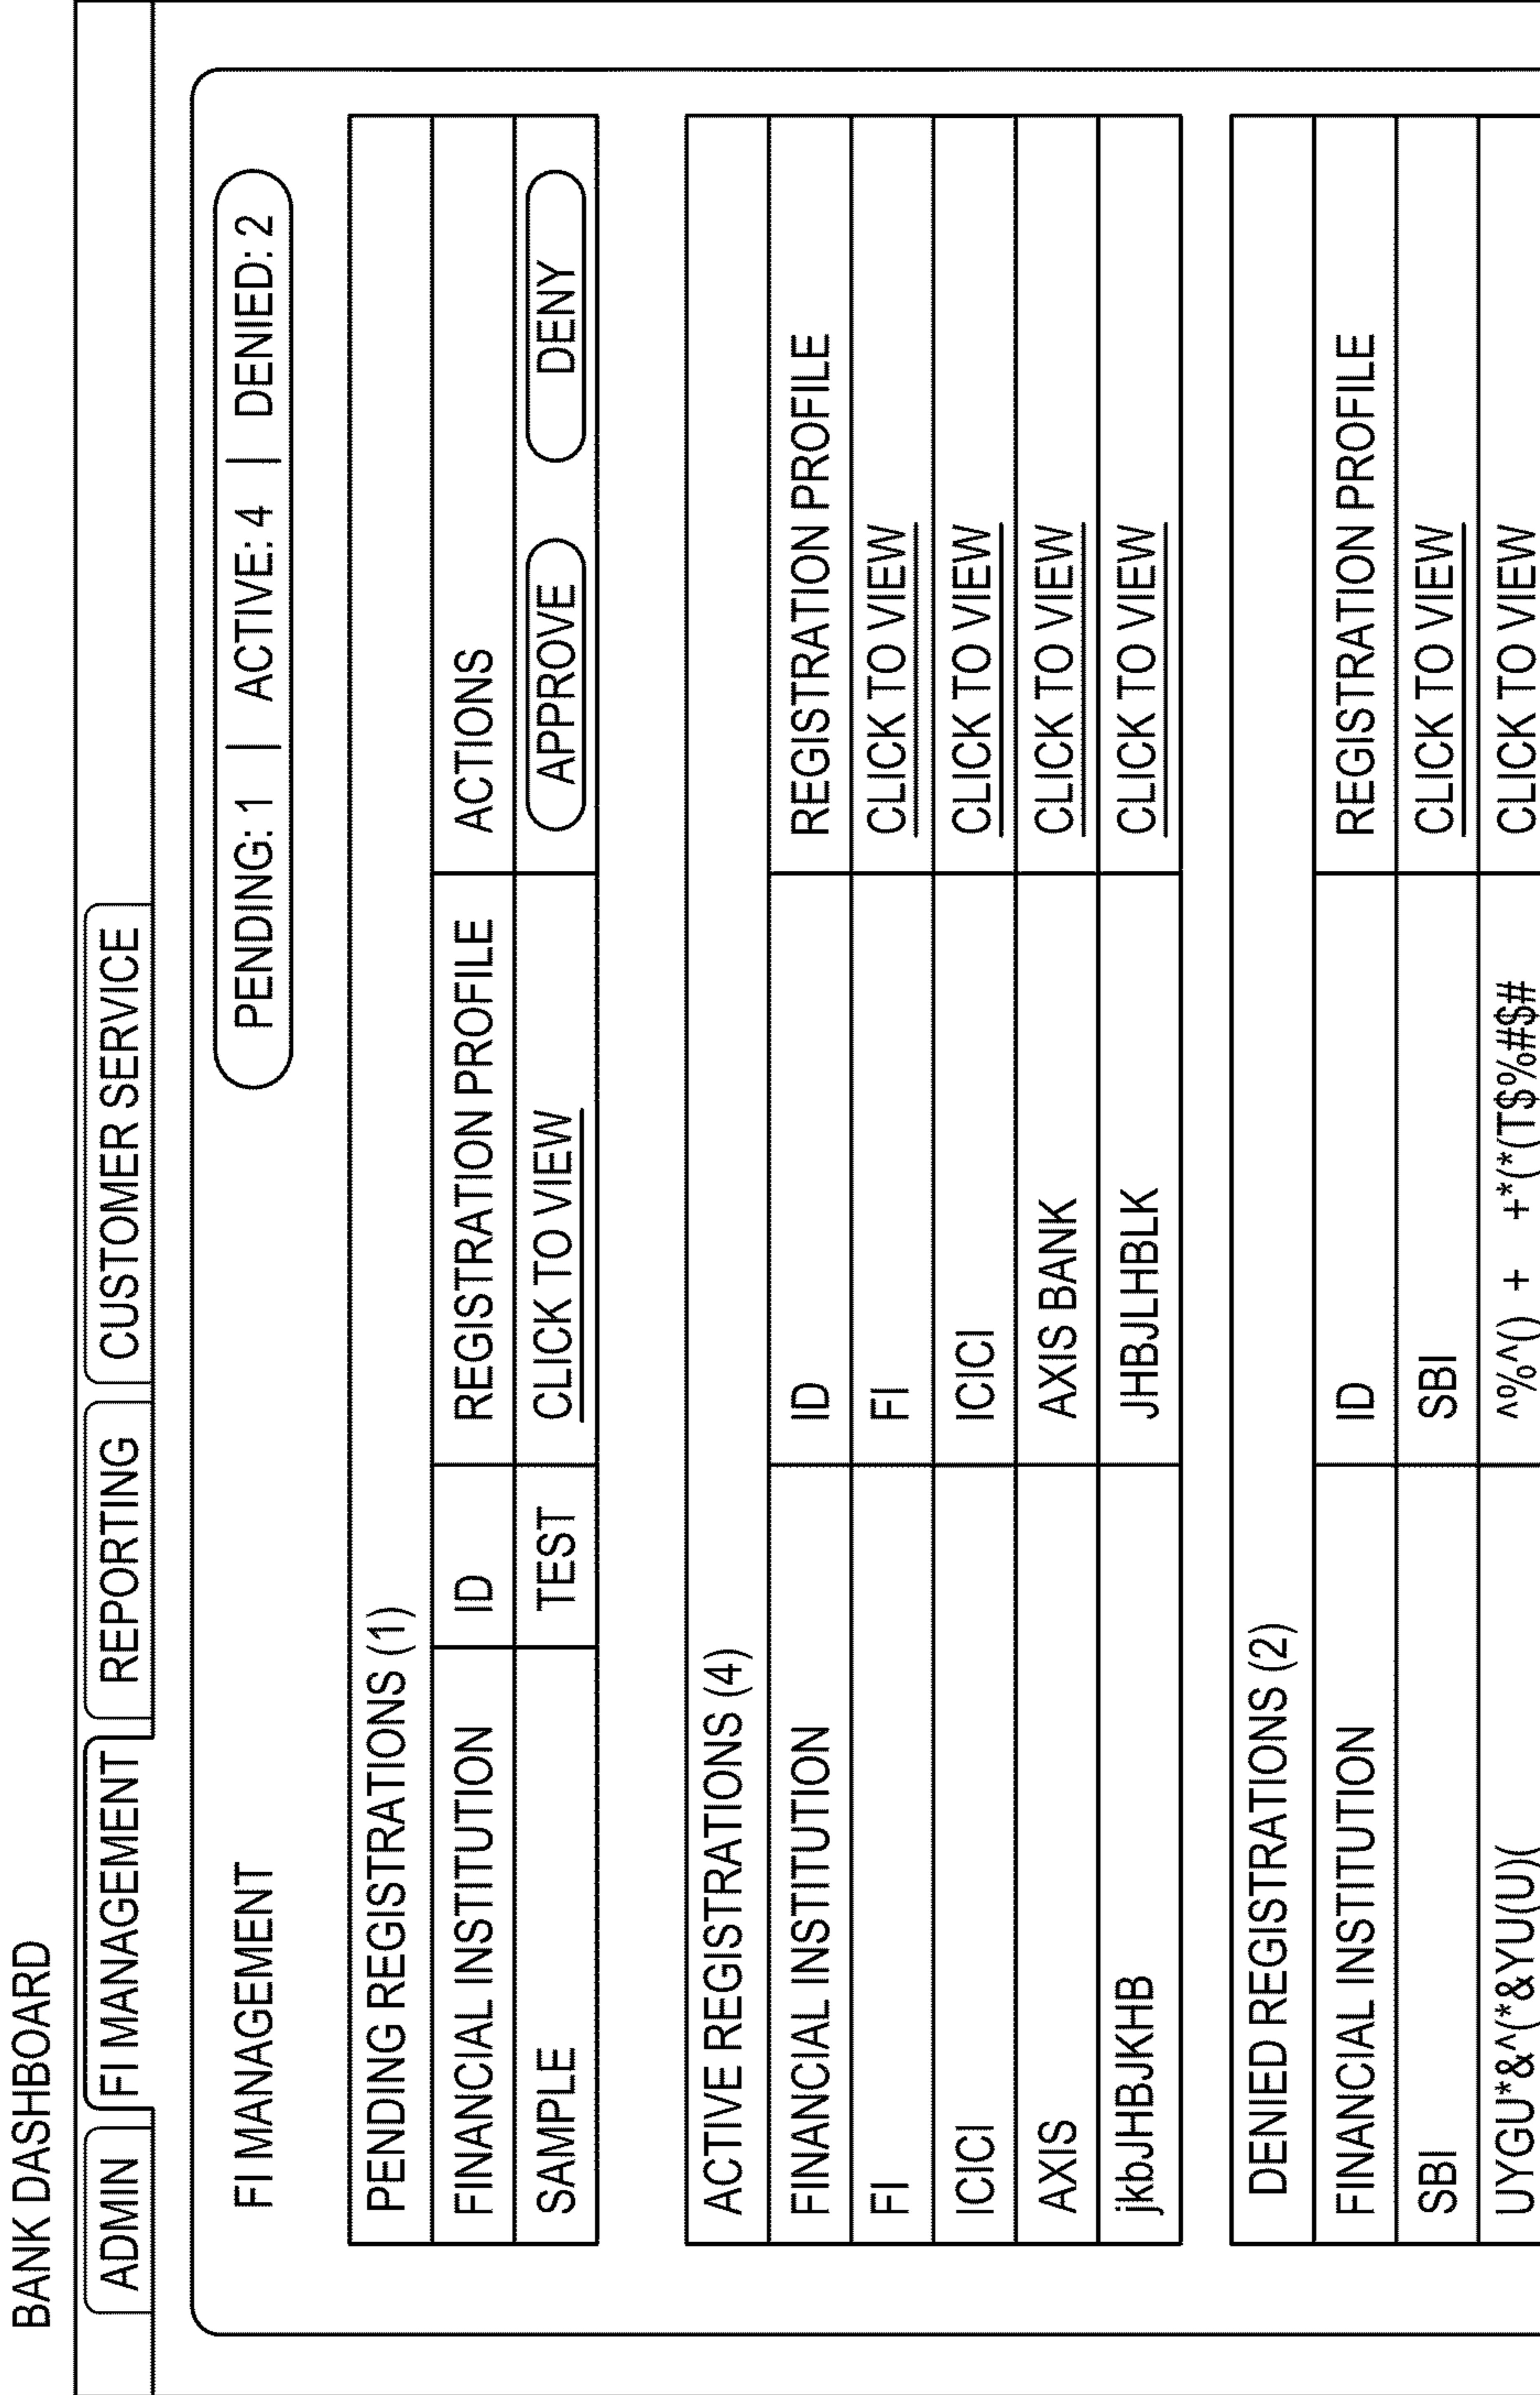 BANK DASHBOARD
ADMIN FI MANAGEMENT REPORTING CUSTOMER SERVICE
FI MANAGEMENT PENDING: 1 | ACTIVE: 4 | DENIED: 2
PENDING REGISTRATIONS (1)
FINANCIAL INSTITUTION ID REGISTRATION PROFILE ACTIONS
SAMPLE TEST CLICK TO VIEW APPROVE DENY
ACTIVE REGISTRATIONS (4)
FINANCIAL INSTITUTION ID REGISTRATION PROFILE
FI FI CLICK TO VIEW
ICICI ICICI CLICK TO VIEW
AXIS AXIS BANK CLICK TO VIEW
jkbJHBJKHB JHBJLHBLK CLICK TO VIEW
DENIED REGISTRATIONS (2)
FINANCIAL INSTITUTION ID REGISTRATION PROFILE
SBI SBI CLICK TO VIEW
UYGU*&^(*&YU(U)( ^%^() + +*(*(T$%#$# CLICK TO VIEW